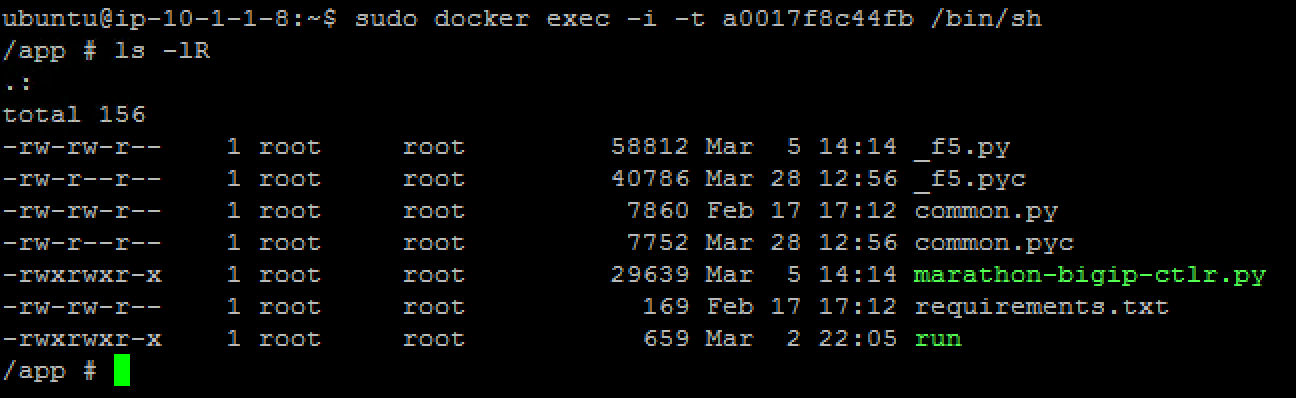 ubuntu@ip-10-1-1-8:~$ sudo docker exec -i -t a0017f8c44fb /bin/sh
/app # ls -lR
.:
total 156
-rw-rw-r--    1 root     root         58812 Mar  5 14:14 _f5.py
-rw-r--r--    1 root     root         40786 Mar 28 12:56 _f5.pyc
-rw-rw-r--    1 root     root          7860 Feb 17 17:12 common.py
-rw-r--r--    1 root     root          7752 Mar 28 12:56 common.pyc
-rwxrwxr-x    1 root     root         29639 Mar  5 14:14 marathon-bigip-ctlr.py
-rw-rw-r--    1 root     root           169 Feb 17 17:12 requirements.txt
-rwxrwxr-x    1 root     root           659 Mar  2 22:05 run
/app #